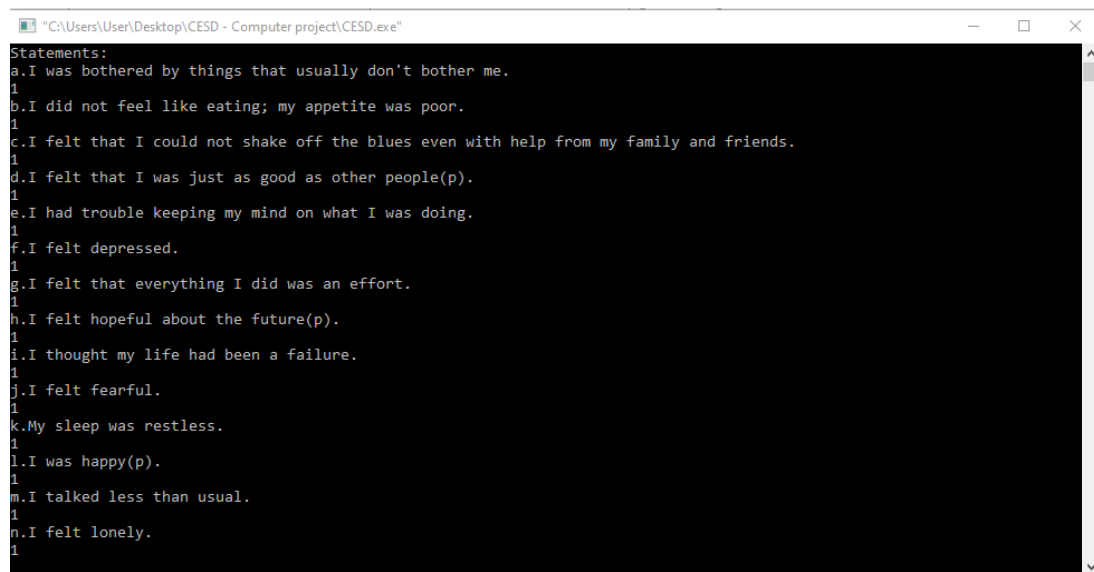 "C:\Users\User\Desktop\CESD - Computer project\CESD.exe"
Statements:
a.I was bothered by things that usually don't bother me.
1
b.I did not feel like eating; my appetite was poor.
1
c.I felt that I could not shake off the blues even with help from my family and friends.
1
d.I felt that I was just as good as other people(p).
1
e.I had trouble keeping my mind on what I was doing.
1
f.I felt depressed.
1
g.I felt that everything I did was an effort.
1
h.I felt hopeful about the future(p).
1
i.I thought my life had been a failure.
1
j.I felt fearful.
1
k.My sleep was restless.
1
l.I was happy(p).
1
m.I talked less than usual.
1
n.I felt lonely.
1